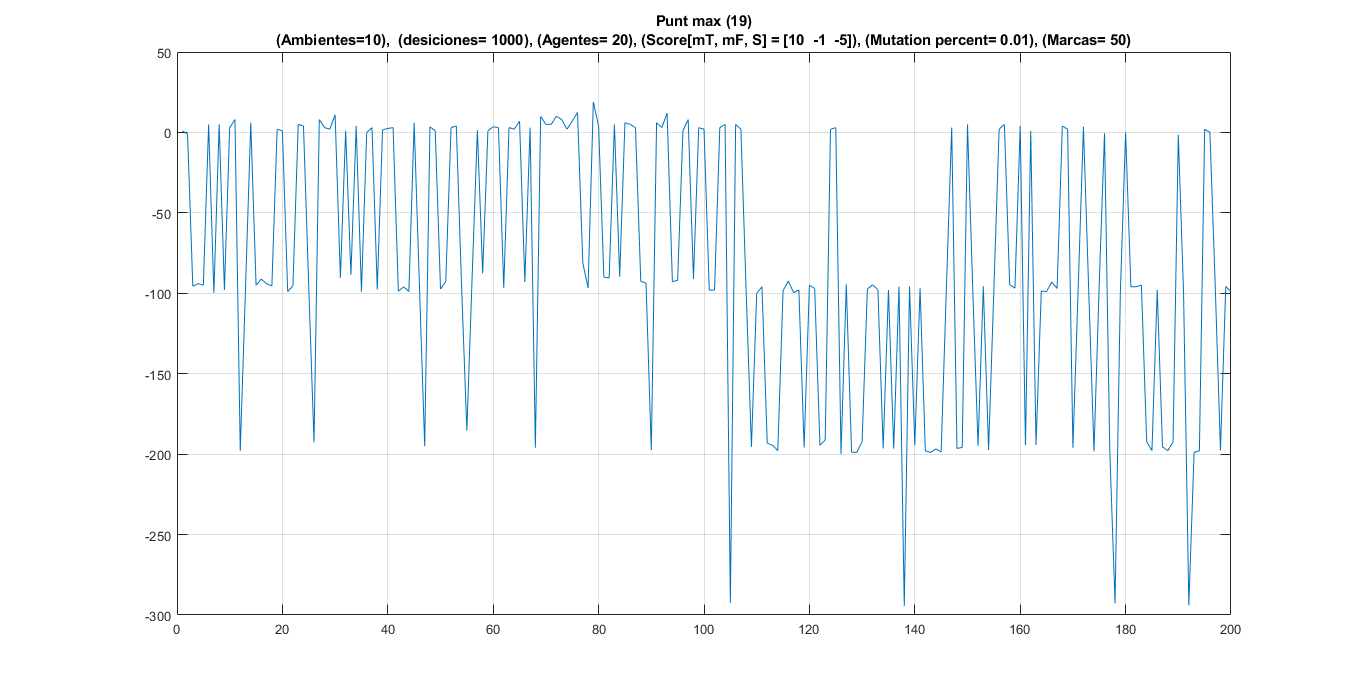 Punt max (19)
(Ambientes=10),  (desiciones= 1000), (Agentes= 20), (Score[mT, mF, S] = [10  -1  -5]), (Mutation percent= 0.01), (Marcas= 50)
50
0
-50
-100
-150
-200
-250
-300
0 20 40 60 80 100 120 140 160 180 200